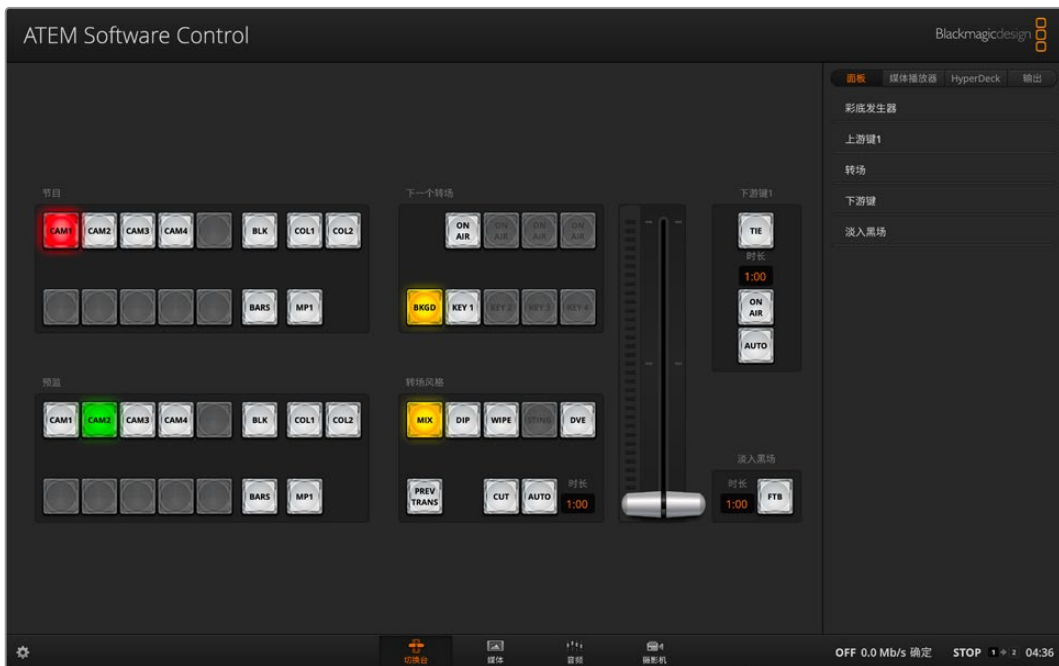 ATEM Software Control
Blackmagicdesign
面板 媒体播放器 HyperDeck 输出
彩底发生器
上游键1
转场
下游键
淡入黑场
节目
CAM1 CAM2 CAM3 CAM4 BLK COL1 COL2
BARS MP1
下一个转场
ON AIR ON AIR ON AIR ON AIR
BKGD KEY 1 KEY 2 KEY 3 KEY 4
下游键1
TIE
时长
1:00
ON AIR
AUTO
预监
CAM1 CAM2 CAM3 CAM4 BLK COL1 COL2
BARS MP1
转场风格
MIX DIP WIPE STING DVE
PREV TRANS CUT AUTO 时长 1:00
淡入黑场
时长
1:00 FTB
切换台 媒体 音频 摄影机
OFF 0.0 Mb/s 确定 STOP 1 2 04:36